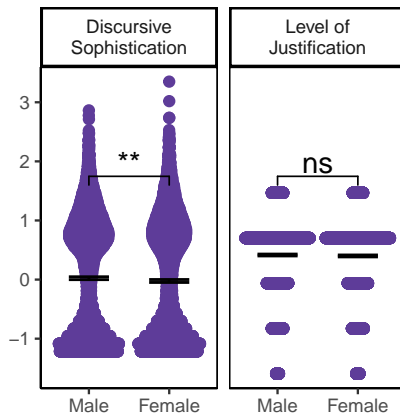 Discursive
Sophistication
Level of
Justification
3
2
1
0
−1
**
ns
Male
Female
Male
Female